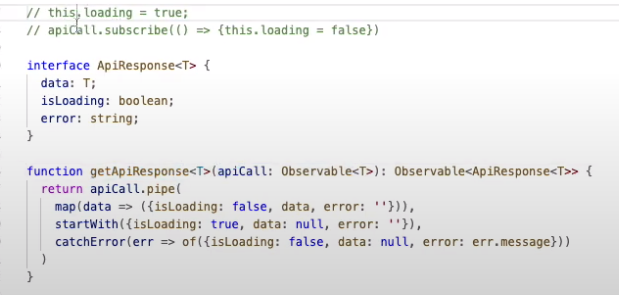 // this.loading = true;
// apiCall.subscribe(() => {this.loading = false})
interface ApiResponse<T> {
data: T;
isLoading: boolean;
error: string;
}
function getApiResponse<T>(apiCall: Observable<T>): Observable<ApiResponse<T>> {
return apiCall.pipe(
map(data => ({isLoading: false, data, error: ''})),
startWith({isLoading: true, data: null, error: ''}),
catchError(err => of({isLoading: false, data: null, error: err.message}))
)
}